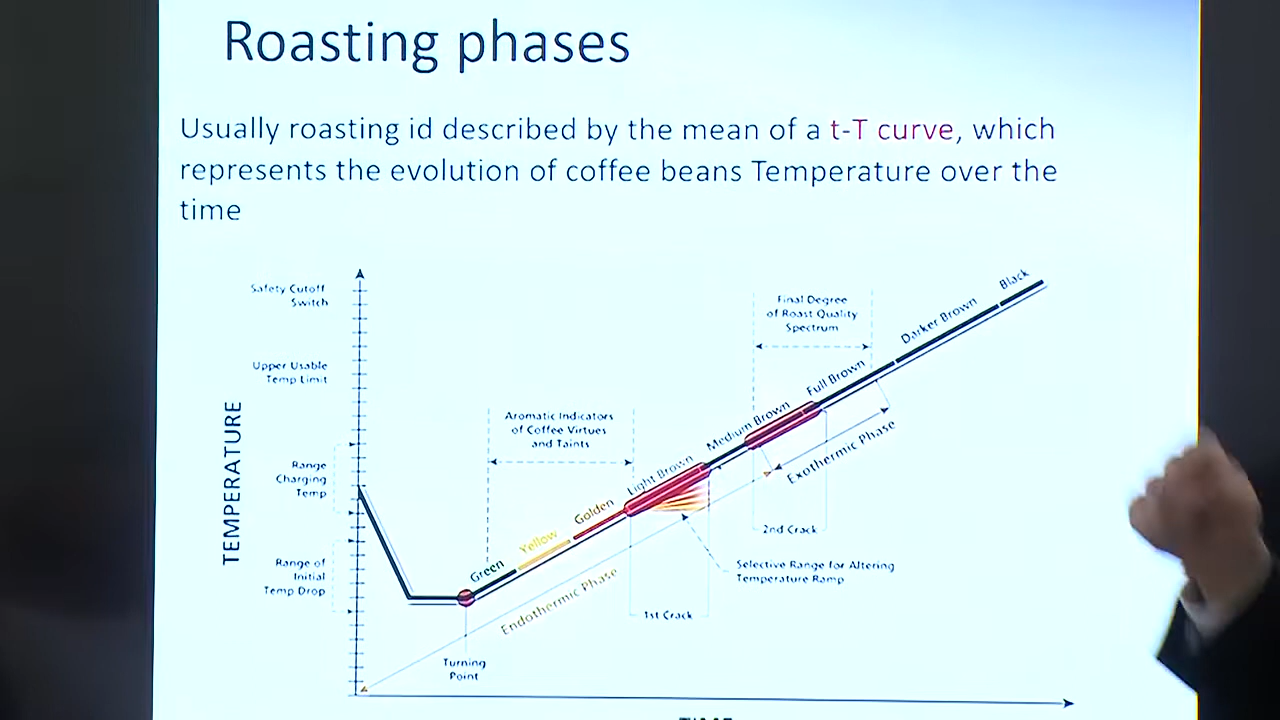 Roasting phases
Usually roasting id described by the mean of a t-T curve, which
represents the evolution of coffee beans Temperature over the
time
Safety Cutoff
Switch
Upper Usable
Temp Limit
TEMPERATURE
Range
Charging
Temp
Range of
Initial
Temp Drop
Aromatic Indicators
of Coffee Virtues
and Taints
Final Degree
of Roast Quality
Spectrum
Green
Yellow
Golden
Light Brown
Medium Brown
Full Brown
Darker Brown
Black
Exothermic Phase
2nd Crack
Selective Range for Altering
Temperature Ramp
Endothermic Phase
1st Crack
Turning
Point